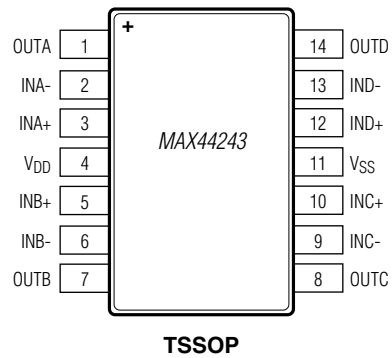 +
OUTA 1 14 OUTD
INA- 2 13 IND-
INA+ 3 12 IND+
MAX44243
VDD 4 11 VSS
INB+ 5 10 INC+
INB- 6 9 INC-
OUTB 7 8 OUTC
TSSOP